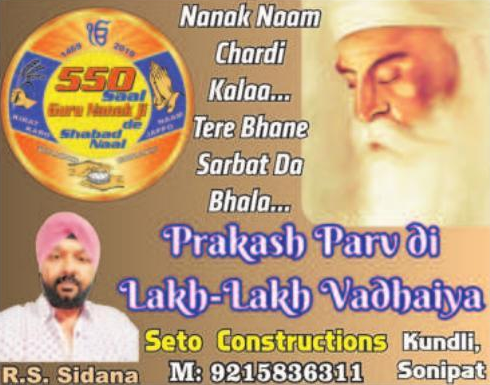 1469 ੴ 2019
550
Saal
Guru Nanak Ji
de
Shabad
Naal
KIRAT
KARO
NAAM
JAPPO
Nanak Naam
Chardi
Kalaa...
Tere Bhane
Sarbat Da
Bhala...
Prakash Parv di
Lakh-Lakh Vadhaiya
Seto Constructions Kundli,
R.S. Sidana M: 9215836311 Sonipat